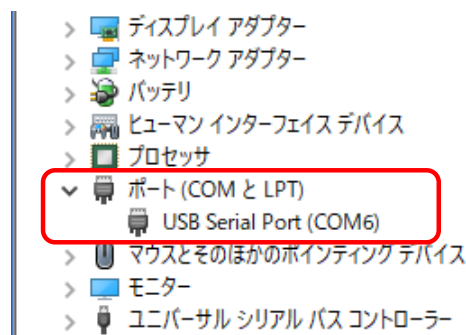 ディスプレイ アダプター
ネットワーク アダプター
バッテリ
ヒューマン インターフェイス デバイス
プロセッサ
ポート (COM と LPT)
USB Serial Port (COM6)
マウスとそのほかのポインティング デバイス
モニター
ユニバーサル シリアル バス コントローラー